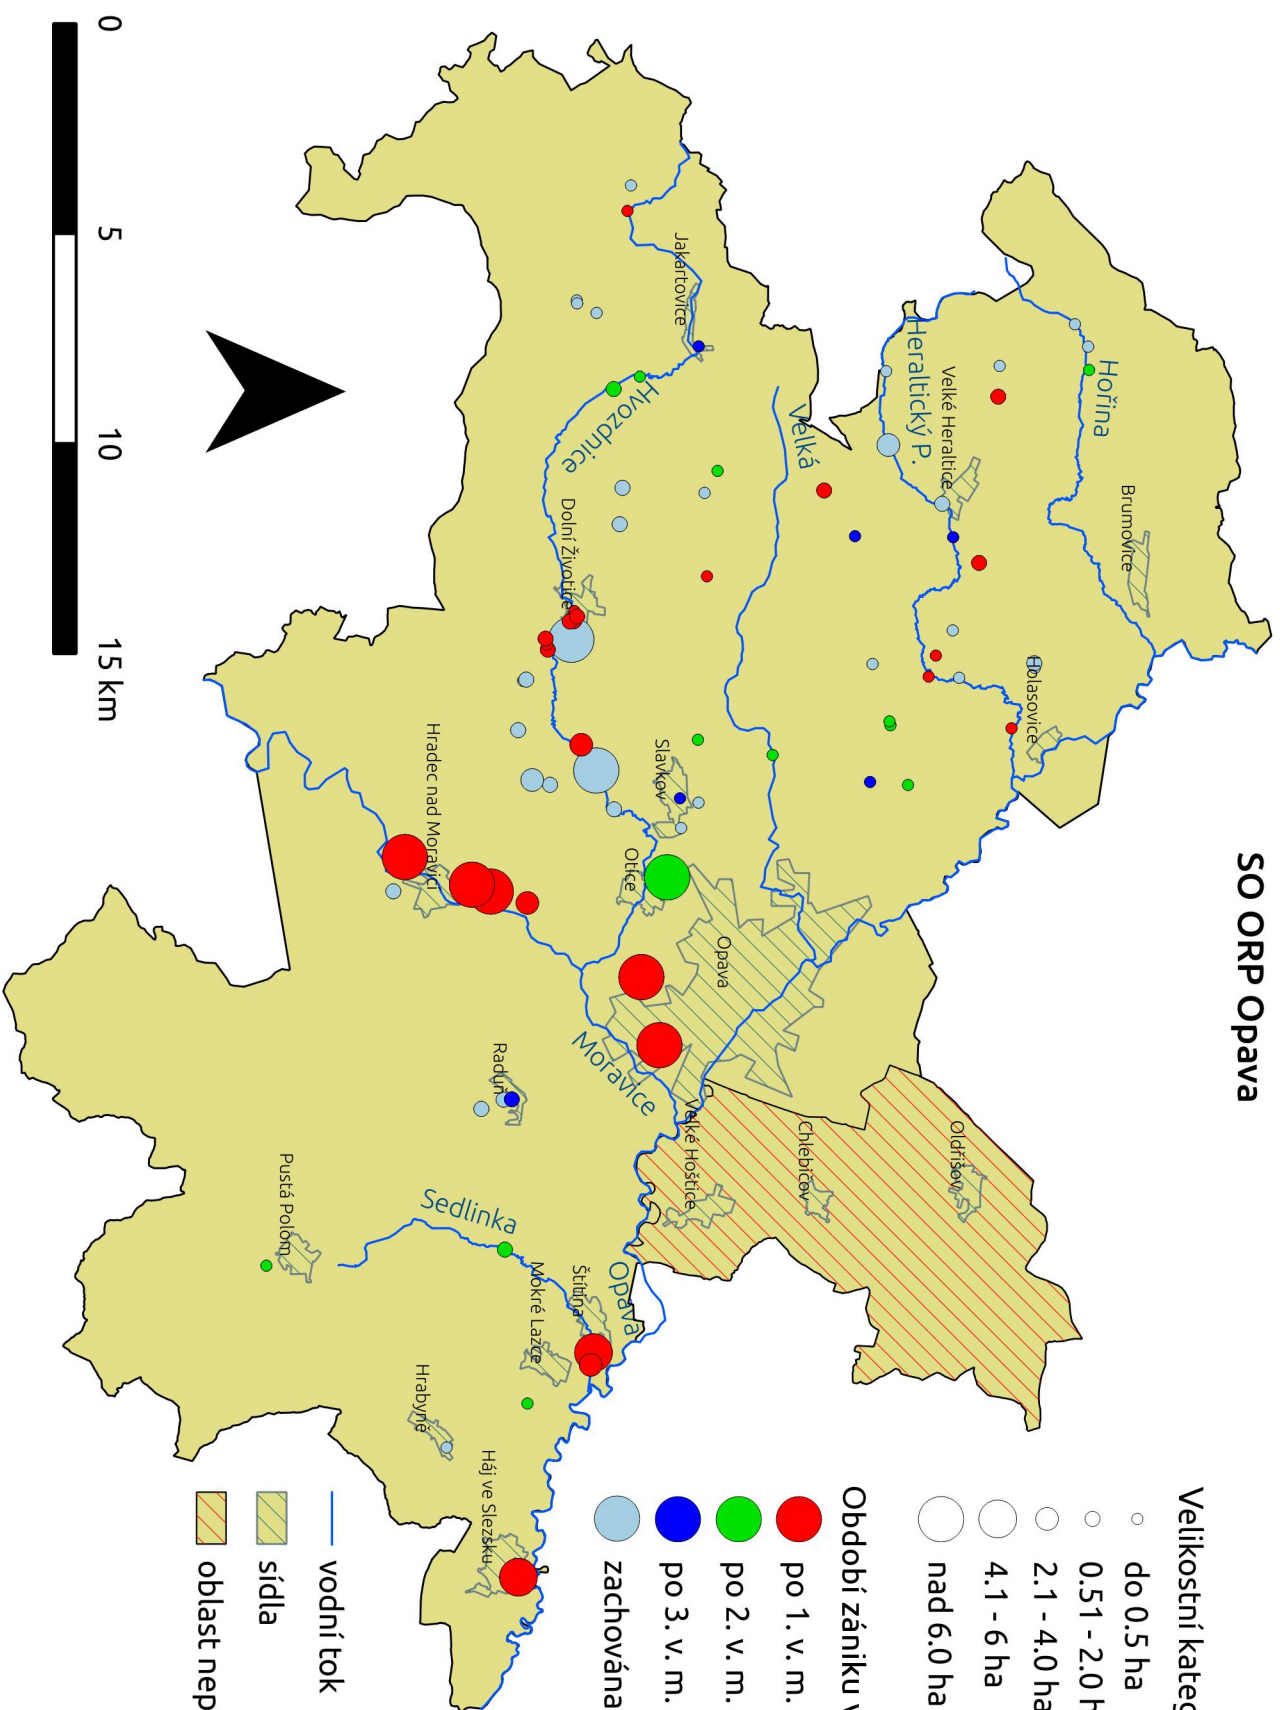 SO ORP Opava
Brumovice
Hořina
Velké Heraltice
Heraltický P.
Holasovice
Velká
Jakartovice
Hvozdnice
Dolní Životice
Slavkov
Otice
Opava
Hradec nad Moravicí
Moravice
Raduň
Oldřišov
Chlebičov
Velké Hoštice
Opava
Sedlinka
Štítina
Mokré Lazce
Pustá Polom
Hrabyně
Háj ve Slezsku
Velikostní kateg
do 0.5 ha
0.51 - 2.0 h
2.1 - 4.0 ha
4.1 - 6 ha
nad 6.0 ha
Období zániku v
po 1. v. m.
po 2. v. m.
po 3. v. m.
zachována
vodní tok
sídla
oblast nep
0 5 10 15 km